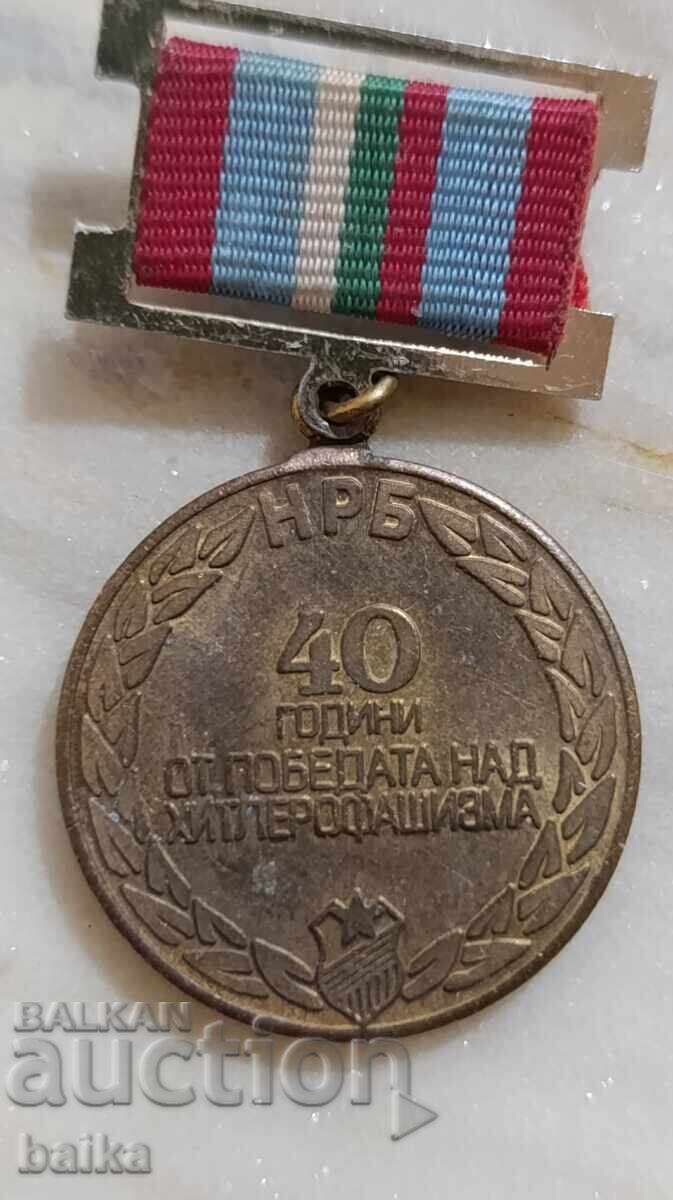 НРБ
40
ГОДИНИ
ОТ ПОБЕДАТА НАД
ХИТЛЕРОФАШИЗМА
BALKAN
auction
baika